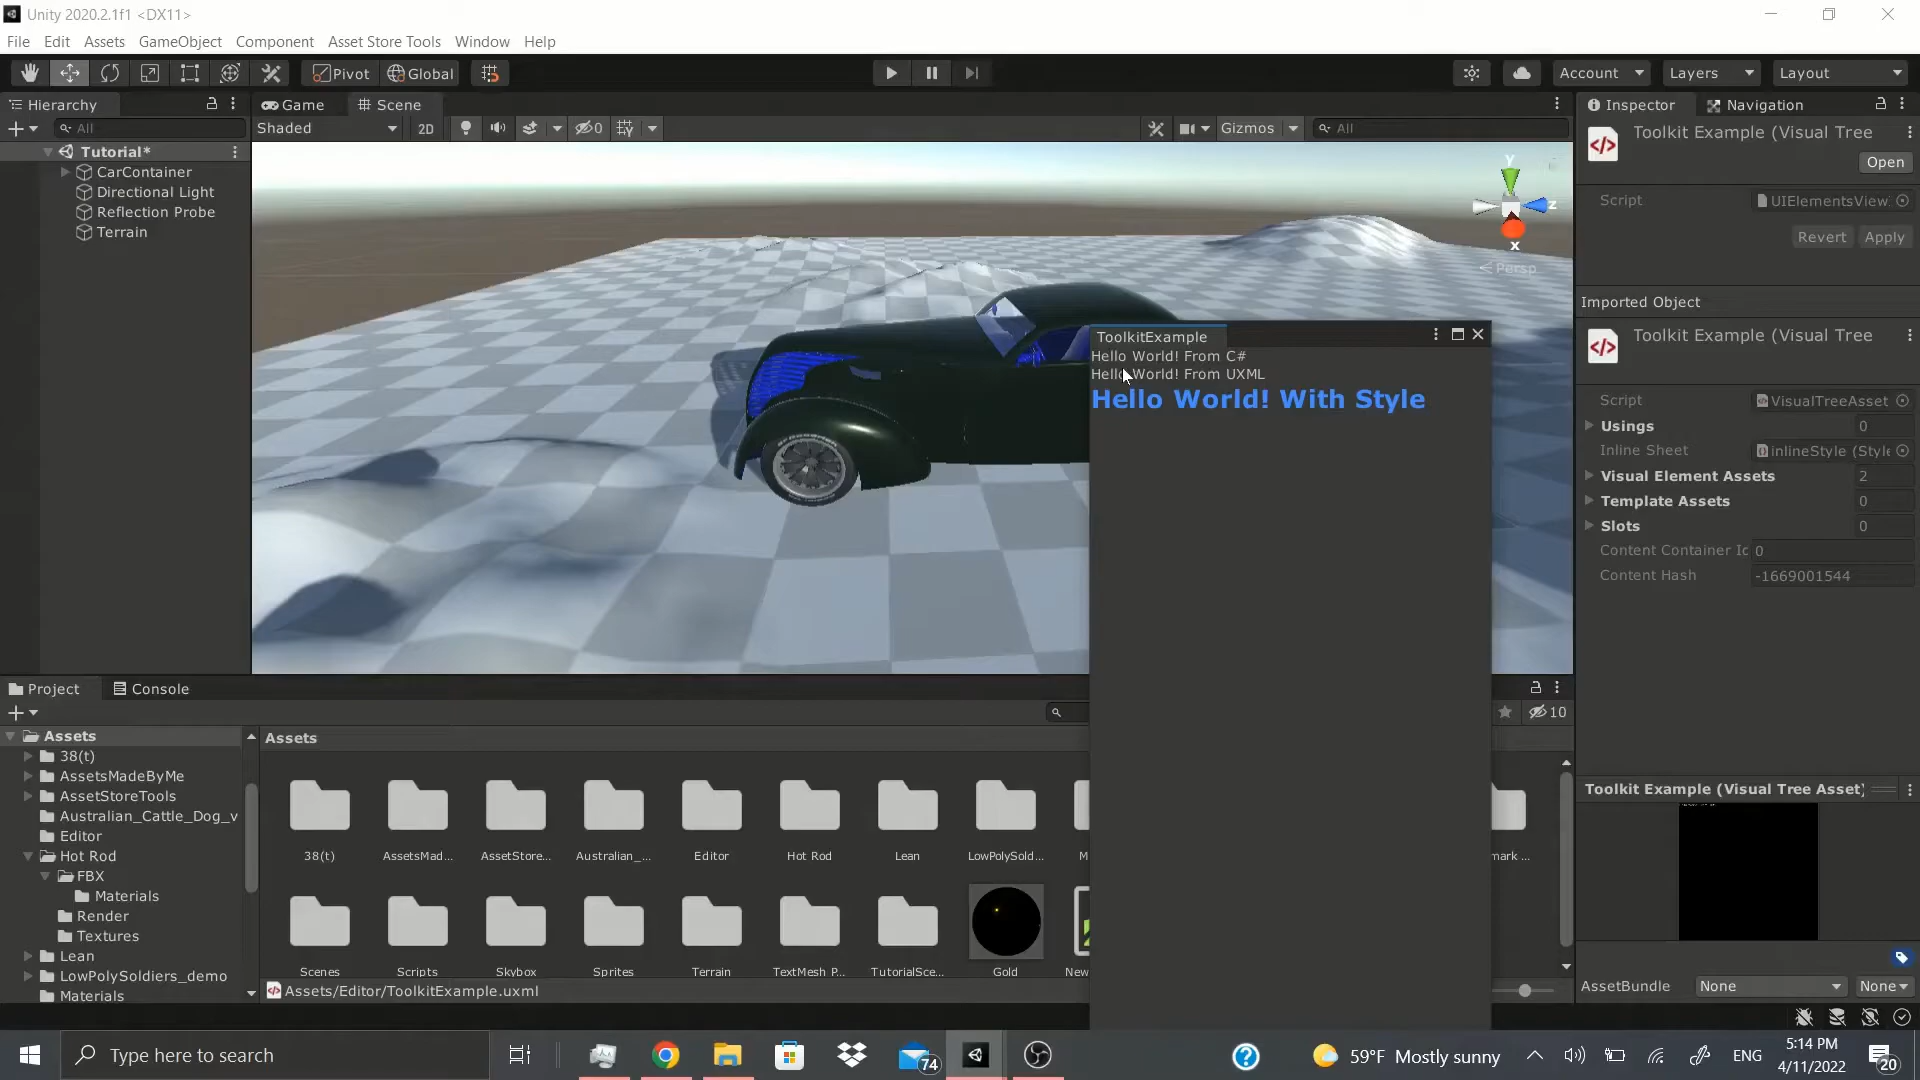 Unity 2020.2.1f1 <DX11>
File Edit Assets GameObject Component Asset Store Tools Window Help
Pivot Global Account Layers Layout
Hierarchy
All
Tutorial*
CarContainer
Directional Light
Reflection Probe
Terrain
Game Scene
Shaded 2D 0 Gizmos All
y
z
x
Persp
ToolkitExample
Hello World! From C#
Hello World! From UXML
Hello World! With Style
Inspector Navigation
Toolkit Example (Visual Tree
Open
Script UIElementsView
Revert Apply
Imported Object
Toolkit Example (Visual Tree
Script VisualTreeAsset
Usings 0
Inline Sheet inlineStyle (Style
Visual Element Assets 2
Template Assets 0
Slots 0
Content Container Ic 0
Content Hash -1669001544
Toolkit Example (Visual Tree Asset)
AssetBundle None None
Project Console
10
Assets
38(t)
AssetsMadeByMe
AssetStoreTools
Australian_Cattle_Dog_v
Editor
Hot Rod
FBX
Materials
Render
Textures
Lean
LowPolySoldiers_demo
Materials
Assets
38(t) AssetsMad... AssetStore... Australian_... Editor Hot Rod Lean LowPolySold... M mark ...
Scenes Scripts Skybox Sprites Terrain TextMesh P... TutorialSce... Gold New
Assets/Editor/ToolkitExample.uxml
Type here to search
74
59°F Mostly sunny
ENG
5:14 PM
4/11/2022
20